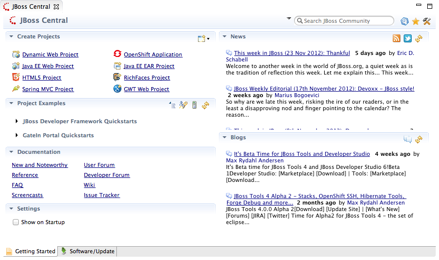 JBoss Central
JBoss Central
Search JBoss Community
Create Projects
Dynamic Web Project
OpenShift Application
Java EE Web Project
Java EE EAR Project
HTML5 Project
RichFaces Project
Spring MVC Project
GWT Web Project
Project Examples
JBoss Developer Framework Quickstarts
GateIn Portal Quickstarts
Documentation
New and Noteworthy
User Forum
Reference
Developer Forum
FAQ
Wiki
Screencasts
Issue Tracker
Settings
Show on Startup
News
This week in JBoss (23 Nov 2012): Thankful 5 days ago by Eric D.
Schabell
Welcome to another week in the world of JBoss.org, a quiet week as is
the tradition of reflection this week. Let me explain this... This week...
JBoss Weekly Editorial (17th November 2012): Devoxx - JBoss style!
2 weeks ago by Marius Bogoevici
So why are we late this week, risking the ire of our readers, or in the
least a disapproving nod and finger pointing to the calendar? The
reason...
Blogs
It's Beta Time for JBoss Tools and Developer Studio 4 weeks ago by
Max Rydahl Andersen
It's Beta time for JBoss Tools 4 and JBoss Developer Studio 6!Beta
1Developer Studio: [Marketplace] [Download] | Tools: [Marketplace]
[Download...
JBoss Tools 4 Alpha 2 - Stacks, OpenShift SSH, Hibernate Tools,
Forge Debug and more... 2 months ago by Max Rydahl Andersen
JBoss Tools 4.0.0 Alpha2[Download] [Update Site] | [What's New]
[Forums] [JIRA] [Twitter] Time for Alpha2 for JBoss Tools 4 - the set of
eclipse...
Getting Started
Software/Update